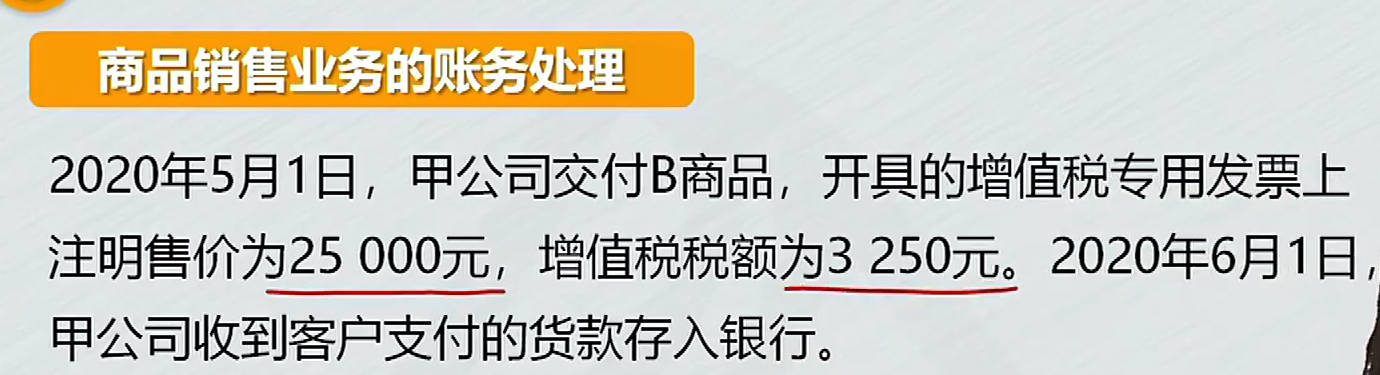 商品销售业务的账务处理
2020年5月1日，甲公司交付B商品，开具的增值税专用发票上
注明售价为25 000元，增值税税额为3 250元。2020年6月1日，
甲公司收到客户支付的货款存入银行。